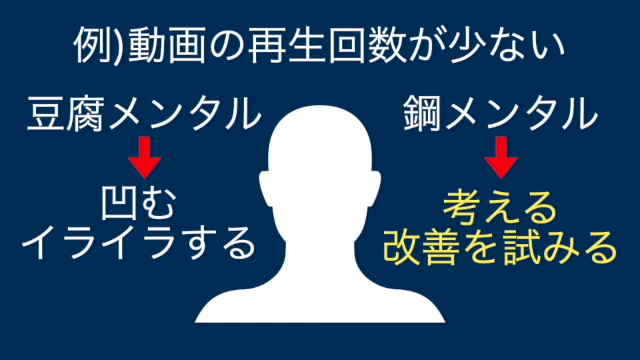 例)動画の再生回数が少ない
豆腐メンタル
凹む
イライラする
鋼メンタル
考える
改善を試みる